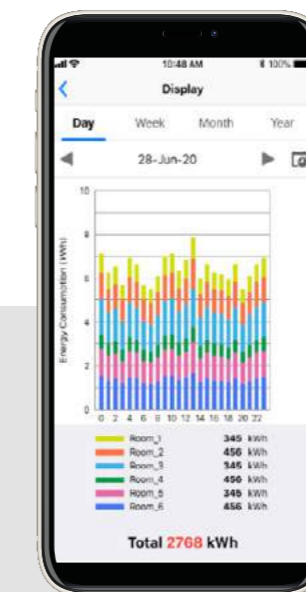 10:48 AM 100%
Display
Day Week Month Year
28-Jun-20
Energy Consumption (kWh)
10
8
6
4
2
0
0 2 4 6 8 10 12 14 16 18 20 22
Room_1 345 kWh
Room_2 456 kWh
Room_3 345 kWh
Room_4 456 kWh
Room_5 345 kWh
Room_6 456 kWh
Total 2768 kWh